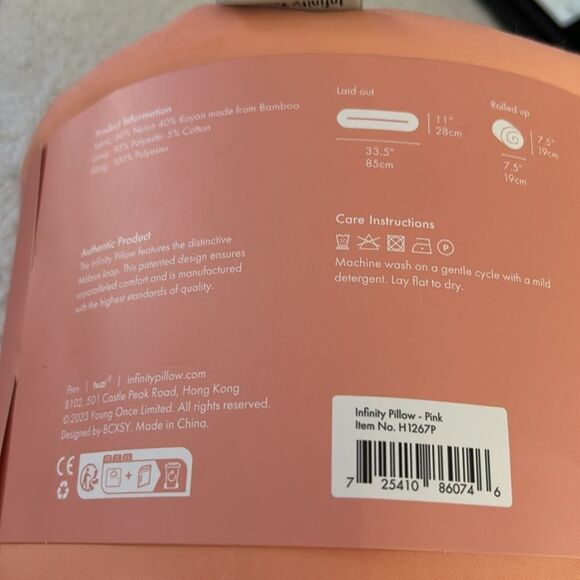 Infinity
Product Information
Fabric: 60% Nylon 40% Rayon made from Bamboo
Lining: 95% Polyester 5% Cotton
Filling: 100% Polyester
Laid out
11"
28cm
33.5"
85cm
Rolled up
7.5"
19cm
7.5"
19cm
Authentic Product
The Infinity Pillow features the distinctive
Möbius loop. This patented design ensures
unparalleled comfort and is manufactured
with the highest standards of quality.
Care Instructions
P
Machine wash on a gentle cycle with a mild
detergent. Lay flat to dry.
Pen | huzi® | infinitypillow.com
B102, 501 Castle Peak Road, Hong Kong
©2023 Young Once Limited. All rights reserved.
Designed by BCXSY. Made in China.
CE
+
Infinity Pillow - Pink
Item No. H1267P
7 25410 86074 6